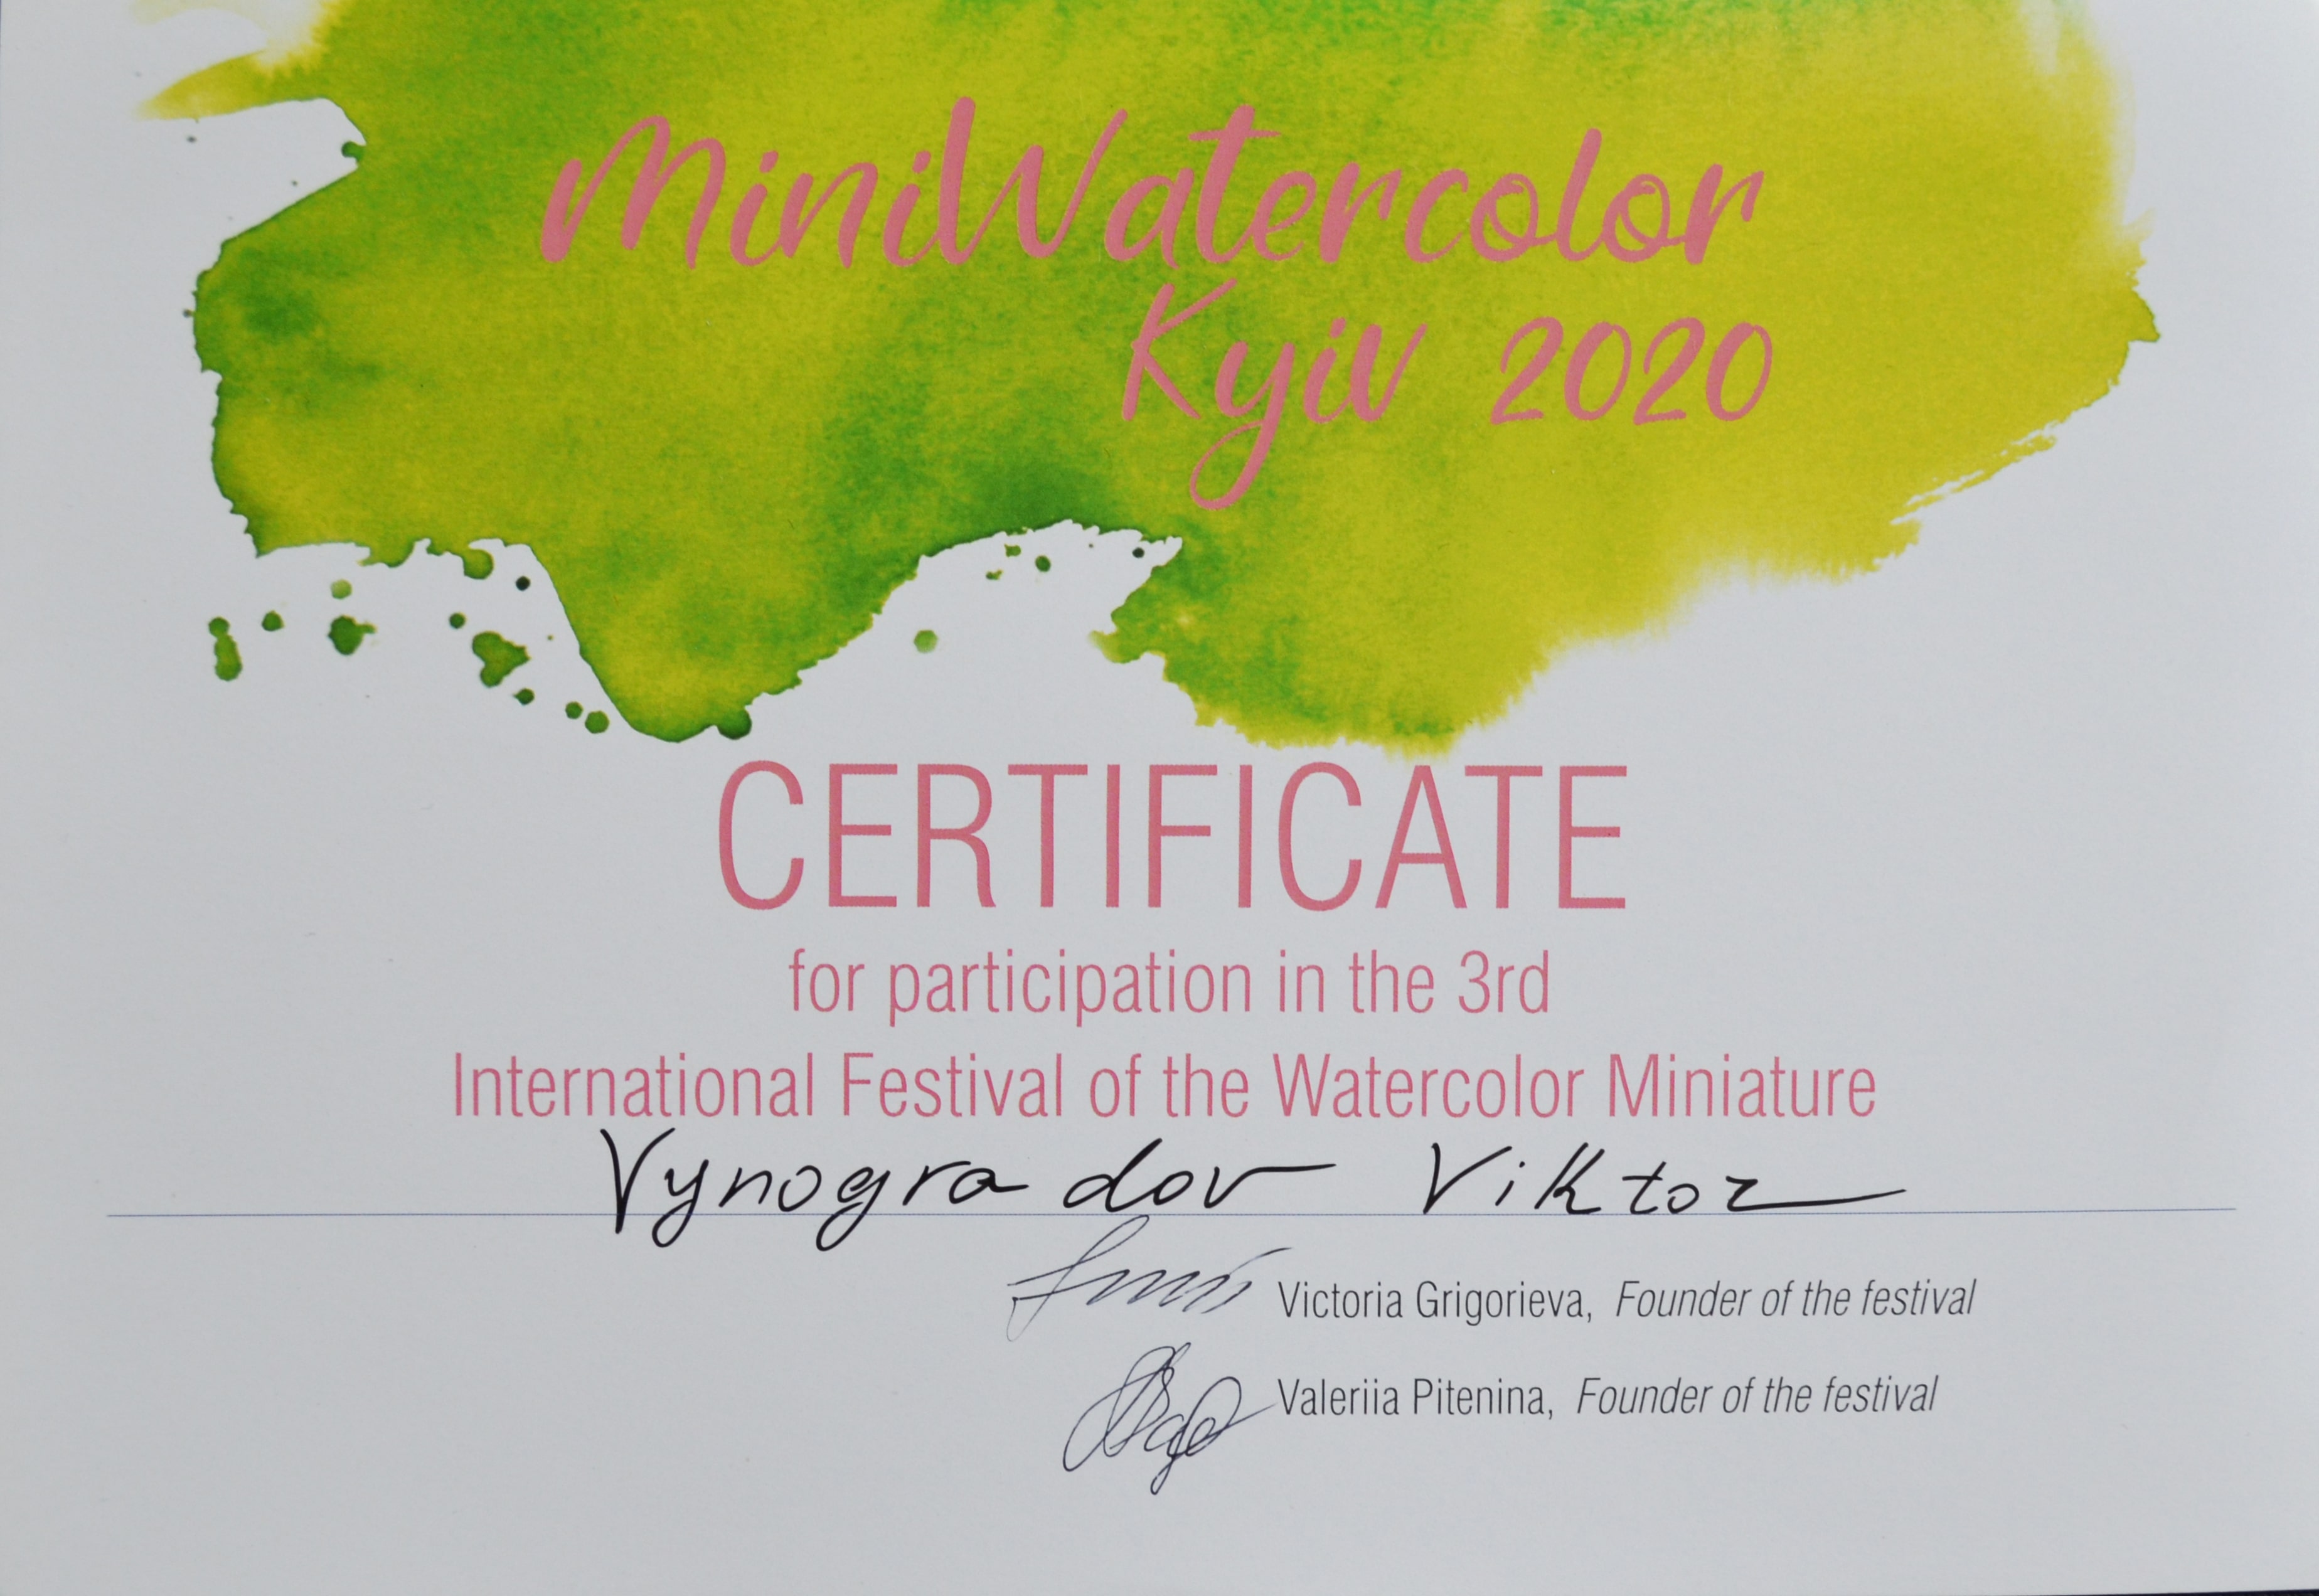 MiniWatercolor
Kyiv 2020
CERTIFICATE
for participation in the 3rd
International Festival of the Watercolor Miniature
Vynogradov Viktor
Victoria Grigorieva, Founder of the festival
Valeriia Pitenina, Founder of the festival